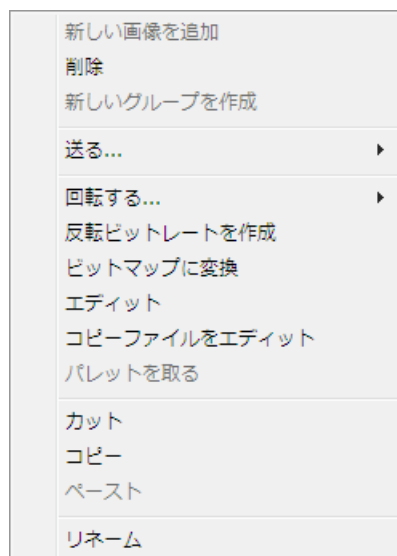 新しい画像を追加
削除
新しいグループを作成
送る...
回転する...
反転ビットレートを作成
ビットマップに変換
エディット
コピーファイルをエディット
パレットを取る
カット
コピー
ペースト
リネーム